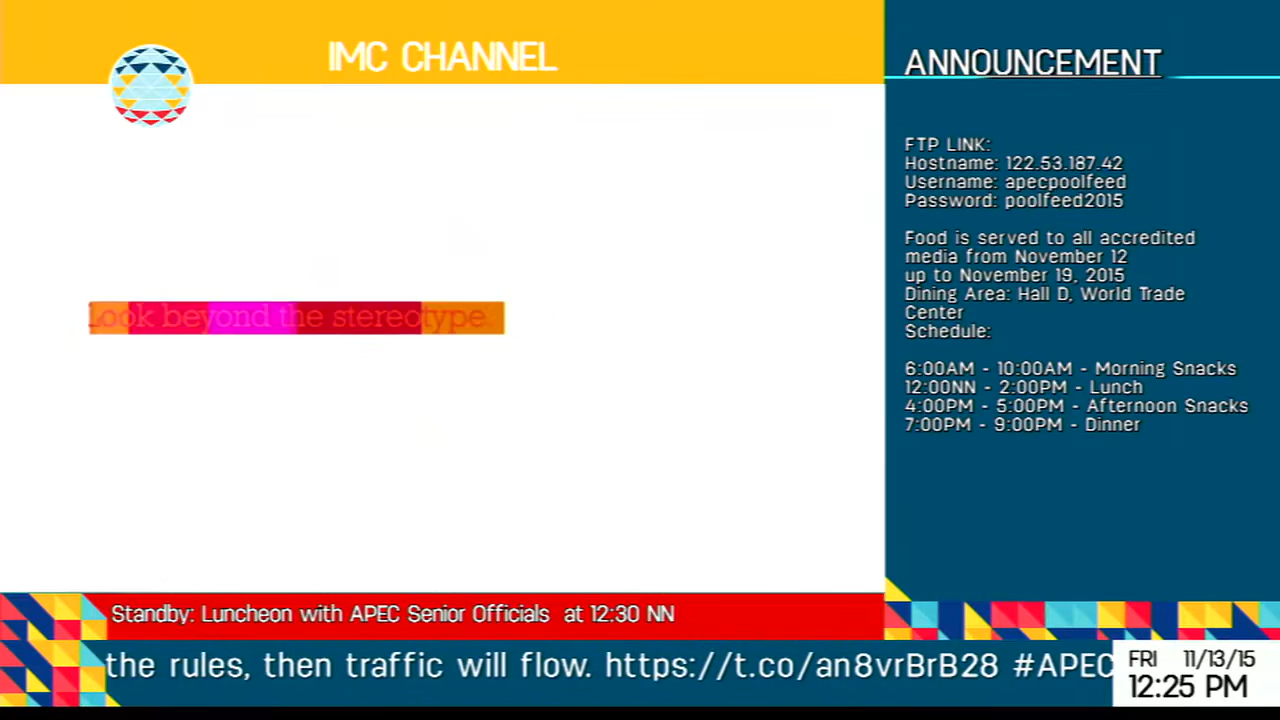 IMC CHANNEL
ANNOUNCEMENT
FTP LINK:
Hostname: 122.53.187.42
Username: apecpoolfeed
Password: poolfeed2015
Food is served to all accredited
media from November 12
up to November 19, 2015
Dining Area: Hall D, World Trade
Center
Schedule:
6:00AM - 10:00AM - Morning Snacks
12:00NN - 2:00PM - Lunch
4:00PM - 5:00PM - Afternoon Snacks
7:00PM - 9:00PM - Dinner
Look beyond the stereotype.
Standby: Luncheon with APEC Senior Officials at 12:30 NN
the rules, then traffic will flow. https://t.co/an8vrBrB28 #APEC
FRI 11/13/15
12:25 PM